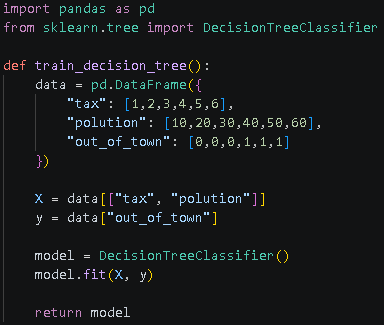 import pandas as pd
from sklearn.tree import DecisionTreeClassifier

def train_decision_tree():
    data = pd.DataFrame({
        "tax": [1,2,3,4,5,6],
        "polution": [10,20,30,40,50,60],
        "out_of_town": [0,0,0,1,1,1]
    })

    X = data[["tax", "polution"]]
    y = data["out_of_town"]

    model = DecisionTreeClassifier()
    model.fit(X, y)

    return model